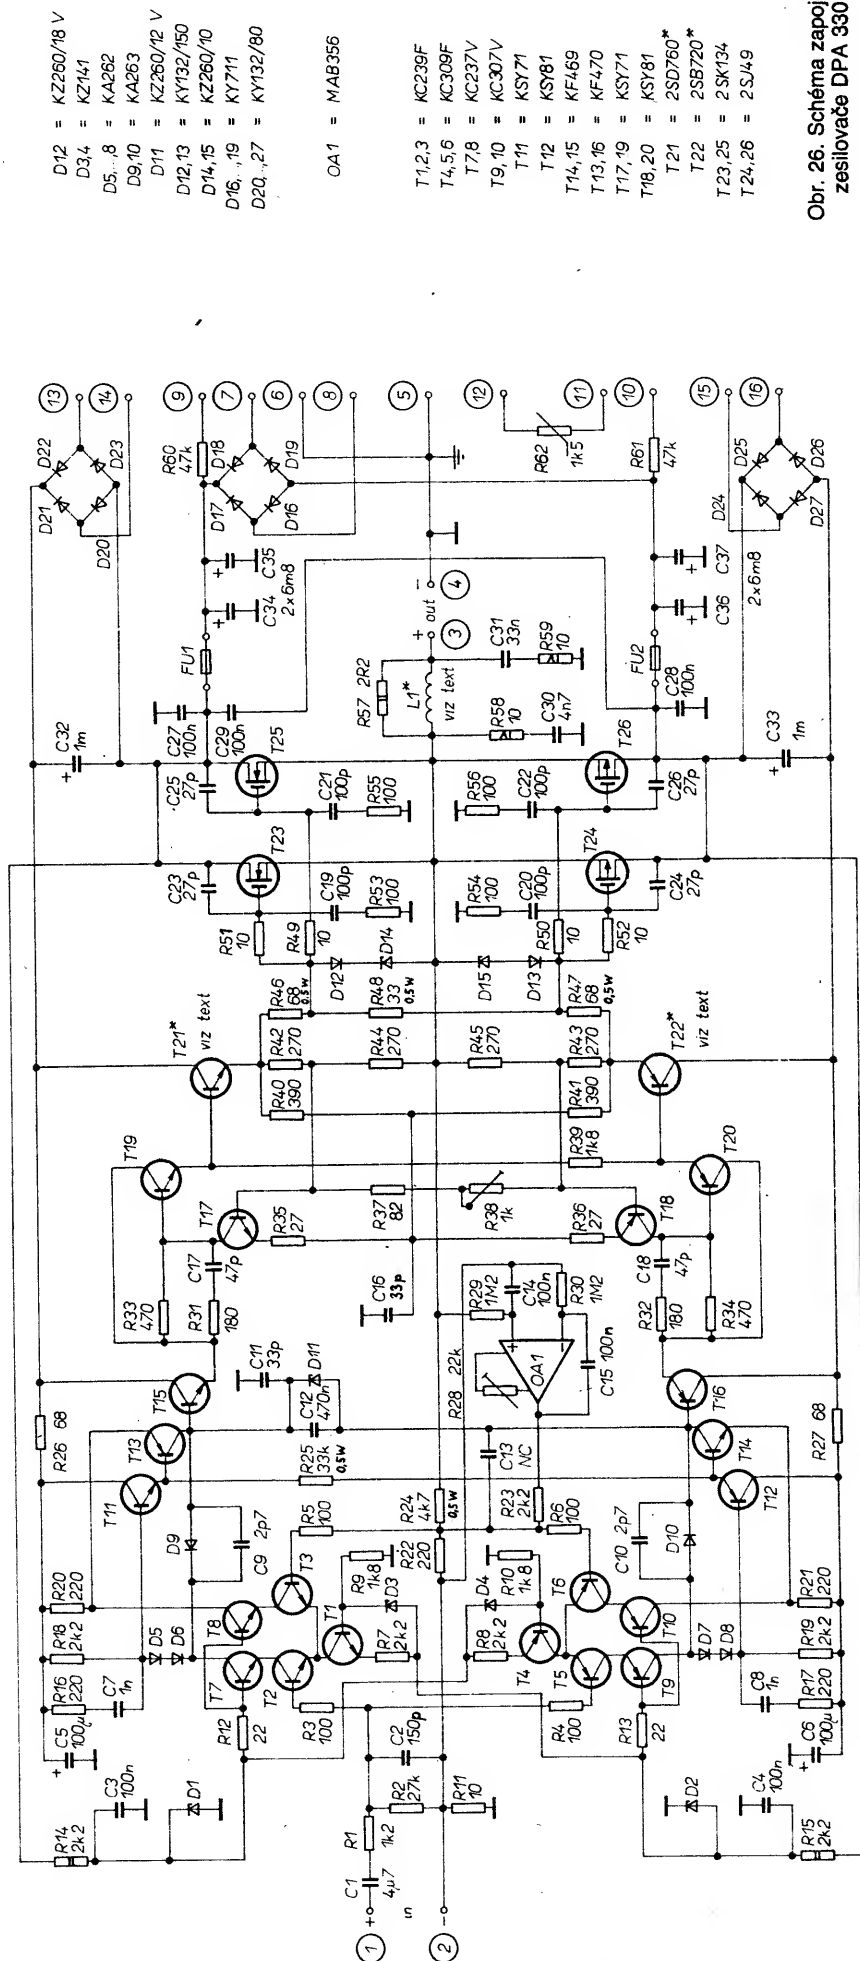 D12 = KZ260/18 V
D3,4 = KZ141
D5...,8 = KA262
D9,10 = KA263
D11 = KZ260/12 V
D12,13 = KY132/150
D14,15 = KZ260/10
D16,...,19 = KY711
D20,...,27 = KY132/80
OA1 = MAB356
T1,2,3 = KC239F
T4,5,6 = KC309F
T7,8 = KC237V
T9,10 = KC307V
T11 = KSY71
T12 = KSY81
T14,15 = KF469
T13,16 = KF470
T17,19 = KSY71
T18,20 = KSY81
T21 = 2SD760*
T22 = 2SB720*
T23,25 = 2SK134
T24,26 = 2SJ49
Obr. 26. Schéma zapoj
zesilovače DPA 330
13
14
9
7
6
8
5
12
11
10
15
16
D22
D23
D21
D20
R60
47k
D18
D19
D17
D16
R62
1k5
R61
47k
D25
D26
D24
D27
C35
C34
2x6m8
FU1
4
- out +
3
C31
33n
R59
10
C37
C36
2x6m8
FU2
C28
100n
R57 2R2
L1*
viz text
R58
10
C30
4n7
C32
1m
C27
100n
C29
100n
T25
C25
27p
C21
100p
R55
100
T26
R56
100
C22
100p
C26
27p
C33
1m
T23
C23
27p
C19
100p
R53
100
T24
R54
100
C20
100p
C24
27p
R51
10
R49
10
D12
D14
D15
D13
R50
10
R52
10
R46
68
0,5W
R48
33
0,5W
R47
68
0,5W
T21*
viz text
R42
270
R44
270
R45
270
R43
270
T22*
viz text
R40
390
R41
390
R39
1k8
T19
T20
T17
R35
27
R37
82
R38
1k
R36
27
T18
C17
47p
C18
47p
R33
470
R31
180
C16
33p
R29
1M2
C14
100n
R30
1M2
R32
180
R34
470
C11
33p
D11
C12
470n
R28
22k
OA1
C15 100n
T15
T16
R26 68
T13
R25
33k
0,5W
C13
NC
T14
R27 68
T11
T12
D9
C9
2p7
R5
100
R24
4k7
0,5W
R23
2k2
R6
100
C10 2p7
D10
R20
220
T8
T3
R9
1k8
R22
220
R10
1k8
T6
T10
R21
220
R18
2k2
D5
D6
T1
D3
D4
T4
D7
D8
R19
2k2
R16
220
C7
1n
T7
T2
R7
2k2
R8
2k2
T5
T9
C8
1n
R17
220
C5
100µ
R12
22
R3
100
C2
150p
R4
100
R13
22
C6
100µ
C3
100n
D1
R2
27k
R11
10
D2
C4
100n
R14
2k2
R1
1k2
R15
2k2
C1
4µ7
1 +
in
2 -